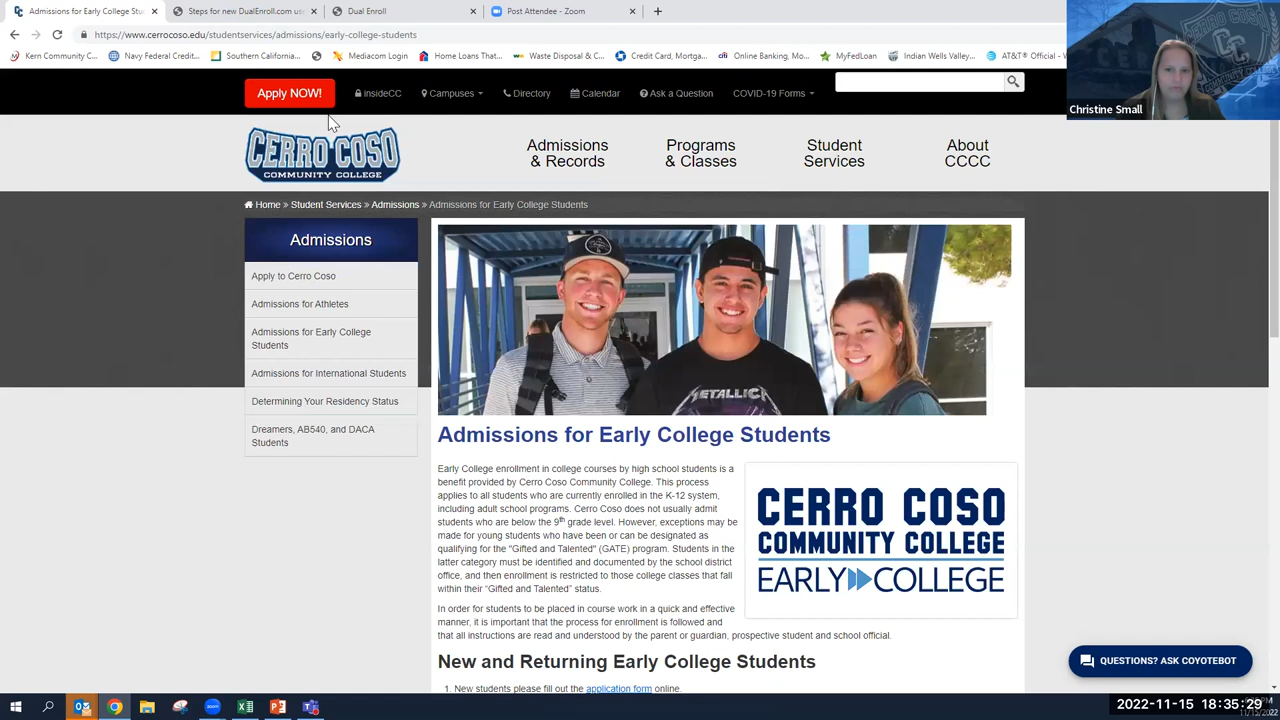 Admissions for Early College Stu
Steps for new DualEnroll.com use
Dual Enroll
Post Attendee - Zoom
https://www.cerrocoso.edu/studentservices/admissions/early-college-students
Kern Community C...
Navy Federal Credit...
Southern California...
Mediacom Login
Home Loans That...
Waste Disposal & C...
Credit Card, Mortga...
Online Banking, Mo...
MyFedLoan
Indian Wells Valley...
AT&T® Official -
Christine Small
Apply NOW!
insideCC
Campuses
Directory
Calendar
Ask a Question
COVID-19 Forms
CERRO COSO
COMMUNITY COLLEGE
Admissions
& Records
Programs
& Classes
Student
Services
About
CCCC
Home » Student Services » Admissions » Admissions for Early College Students
Admissions
Apply to Cerro Coso
Admissions for Athletes
Admissions for Early College
Students
Admissions for International Students
Determining Your Residency Status
Dreamers, AB540, and DACA
Students
METALLICA
Admissions for Early College Students
Early College enrollment in college courses by high school students is a
benefit provided by Cerro Coso Community College. This process
applies to all students who are currently enrolled in the K-12 system,
including adult school programs. Cerro Coso does not usually admit
students who are below the 9th grade level. However, exceptions may be
made for young students who have been or can be designated as
qualifying for the "Gifted and Talented" (GATE) program. Students in the
latter category must be identified and documented by the school district
office, and then enrollment is restricted to those college classes that fall
within their "Gifted and Talented" status.
CERRO COSO
COMMUNITY COLLEGE
EARLY COLLEGE
In order for students to be placed in course work in a quick and effective
manner, it is important that the process for enrollment is followed and
that all instructions are read and understood by the parent or guardian, prospective student and school official.
New and Returning Early College Students
1. New students please fill out the application form online.
QUESTIONS? ASK COYOTEBOT
2022-11-15 18:35:29